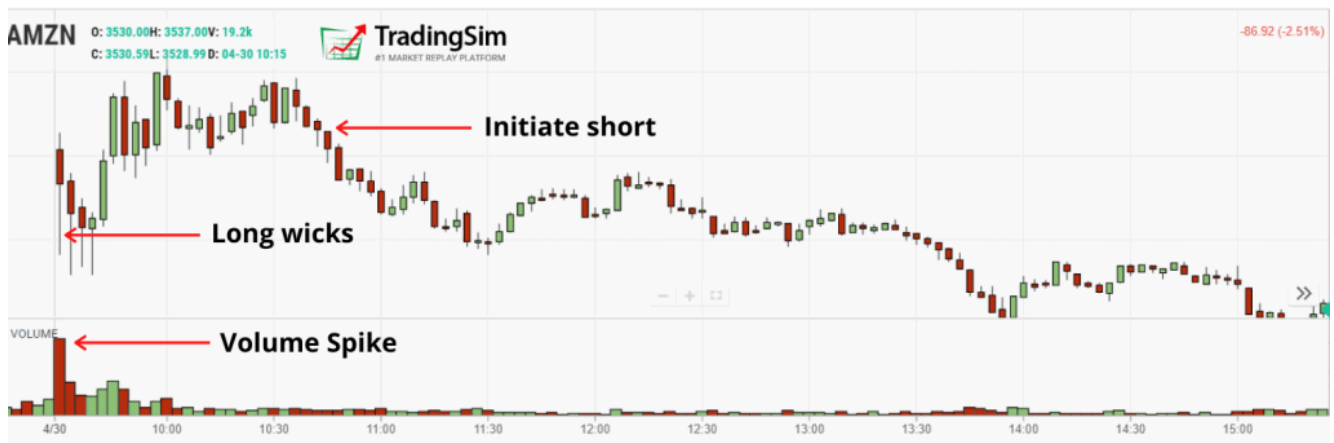 AMZN O: 3530.00H: 3537.00V: 19.2k
C: 3530.59L: 3528.99D: 04-30 10:15
TradingSim
#1 MARKET REPLAY PLATFORM
-86.92 (-2.51%)
Initiate short
Long wicks
VOLUME
Volume Spike
4/30 10:00 10:30 11:00 11:30 12:00 12:30 13:00 13:30 14:00 14:30 15:00